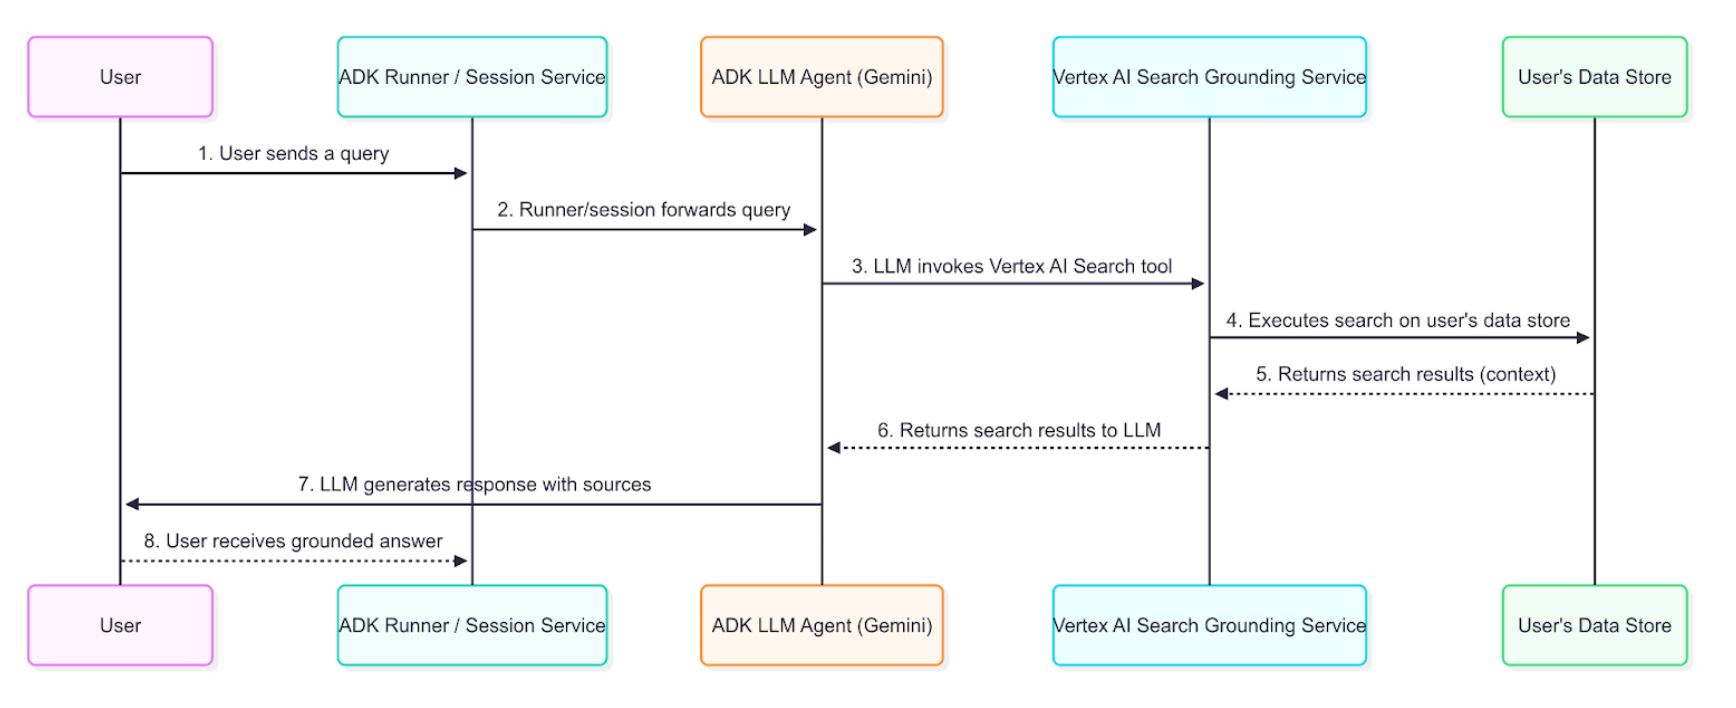 User
ADK Runner / Session Service
ADK LLM Agent (Gemini)
Vertex AI Search Grounding Service
User's Data Store
1. User sends a query
2. Runner/session forwards query
3. LLM invokes Vertex AI Search tool
4. Executes search on user's data store
5. Returns search results (context)
6. Returns search results to LLM
7. LLM generates response with sources
8. User receives grounded answer
User
ADK Runner / Session Service
ADK LLM Agent (Gemini)
Vertex AI Search Grounding Service
User's Data Store